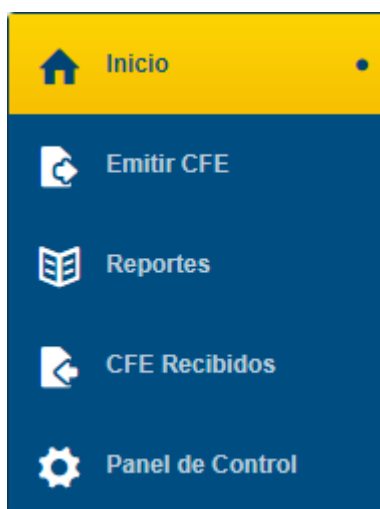 Inicio
Emitir CFE
Reportes
CFE Recibidos
Panel de Control